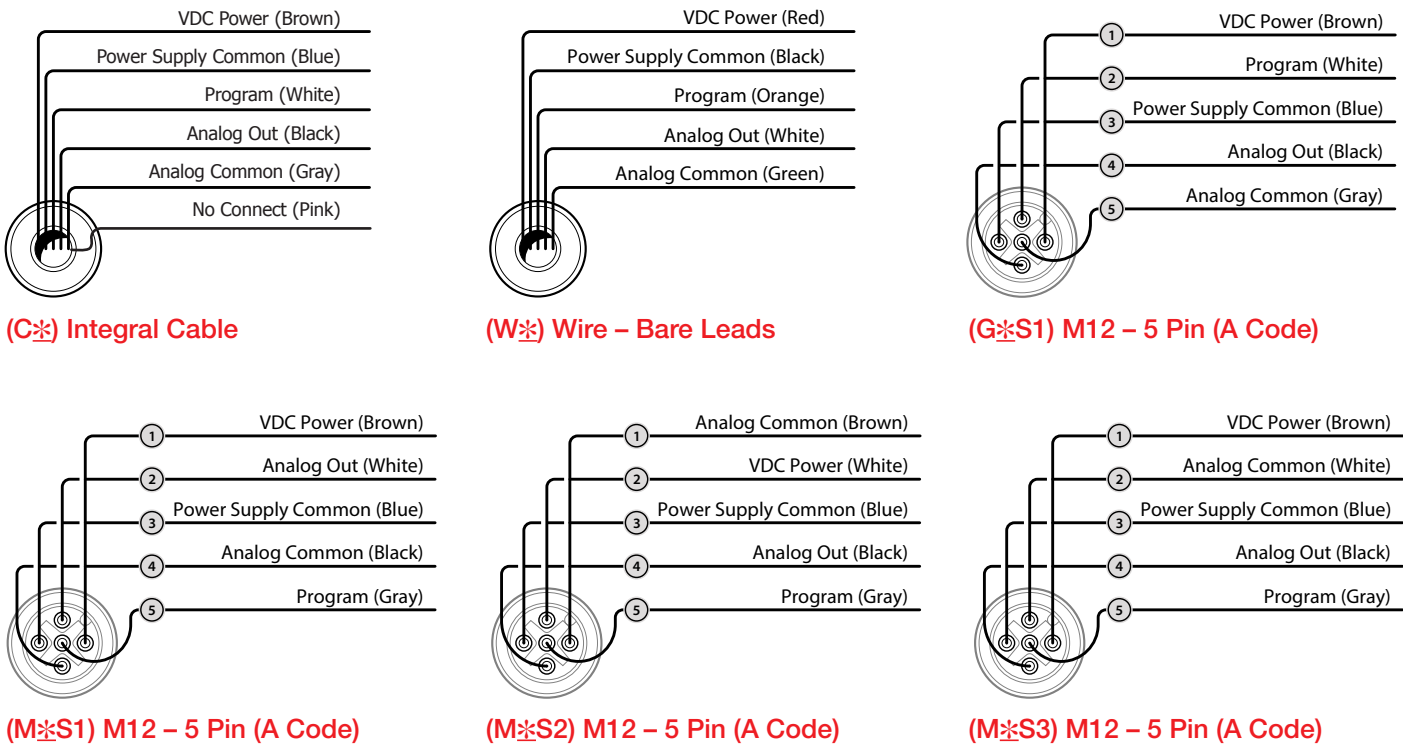 VDC Power (Brown)
Power Supply Common (Blue)
Program (White)
Analog Out (Black)
Analog Common (Gray)
No Connect (Pink)
(C*) Integral Cable
VDC Power (Red)
Power Supply Common (Black)
Program (Orange)
Analog Out (White)
Analog Common (Green)
(W*) Wire – Bare Leads
1 VDC Power (Brown)
2 Program (White)
3 Power Supply Common (Blue)
4 Analog Out (Black)
5 Analog Common (Gray)
(G*S1) M12 – 5 Pin (A Code)
1 VDC Power (Brown)
2 Analog Out (White)
3 Power Supply Common (Blue)
4 Analog Common (Black)
5 Program (Gray)
(M*S1) M12 – 5 Pin (A Code)
1 Analog Common (Brown)
2 VDC Power (White)
3 Power Supply Common (Blue)
4 Analog Out (Black)
5 Program (Gray)
(M*S2) M12 – 5 Pin (A Code)
1 VDC Power (Brown)
2 Analog Common (White)
3 Power Supply Common (Blue)
4 Analog Out (Black)
5 Program (Gray)
(M*S3) M12 – 5 Pin (A Code)